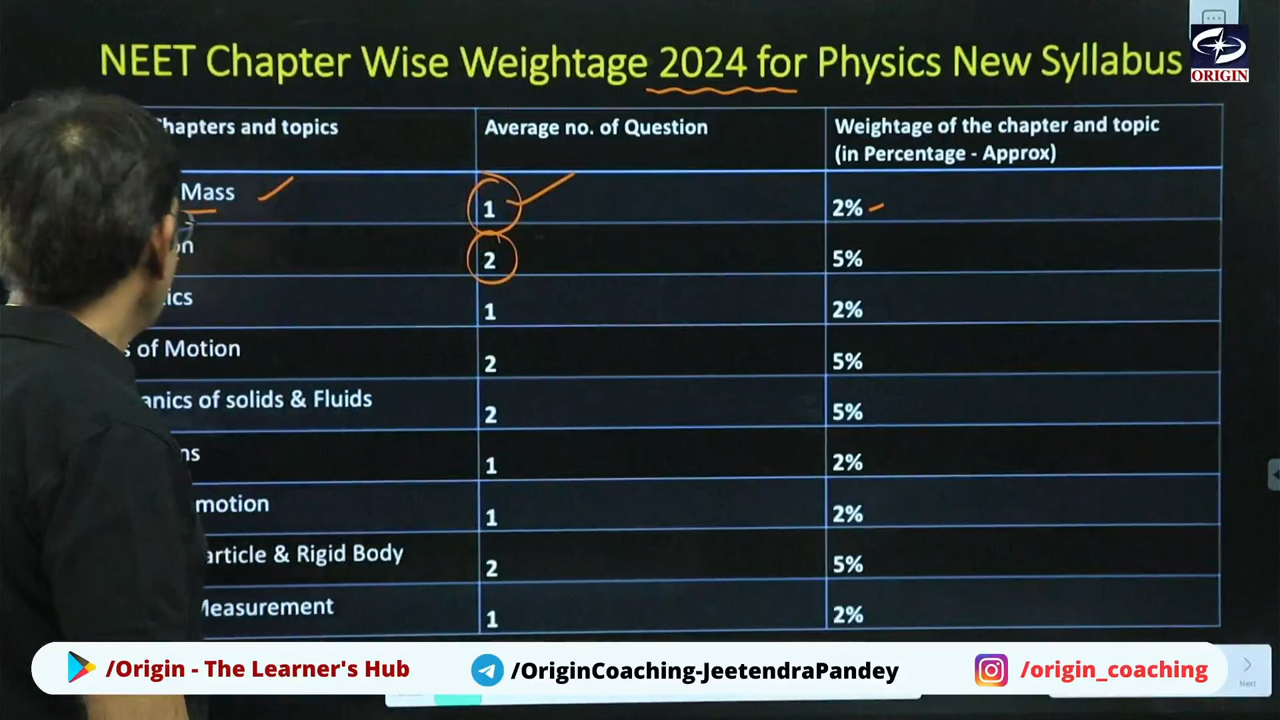 NEET Chapter Wise Weightage 2024 for Physics New Syllabus
ORIGIN
hapters and topics
Average no. of Question
Weightage of the chapter and topic
(in Percentage - Approx)
Mass
1
2%
on
2
5%
ics
1
2%
s of Motion
2
5%
anics of solids & Fluids
2
5%
ns
1
2%
motion
1
2%
article & Rigid Body
2
5%
Measurement
1
2%
/Origin - The Learner's Hub
/OriginCoaching-JeetendraPandey
/origin_coaching
Next